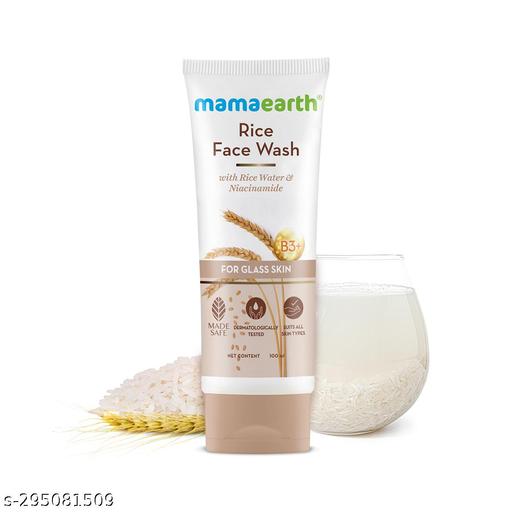 mamaearth®
Rice
Face Wash
with Rice Water &
Niacinamide
B3+
FOR GLASS SKIN
MADE
SAFE
DERMATOLOGICALLY
TESTED
SUITS ALL
SKIN TYPES
NET CONTENT 100 ml
s-295081509